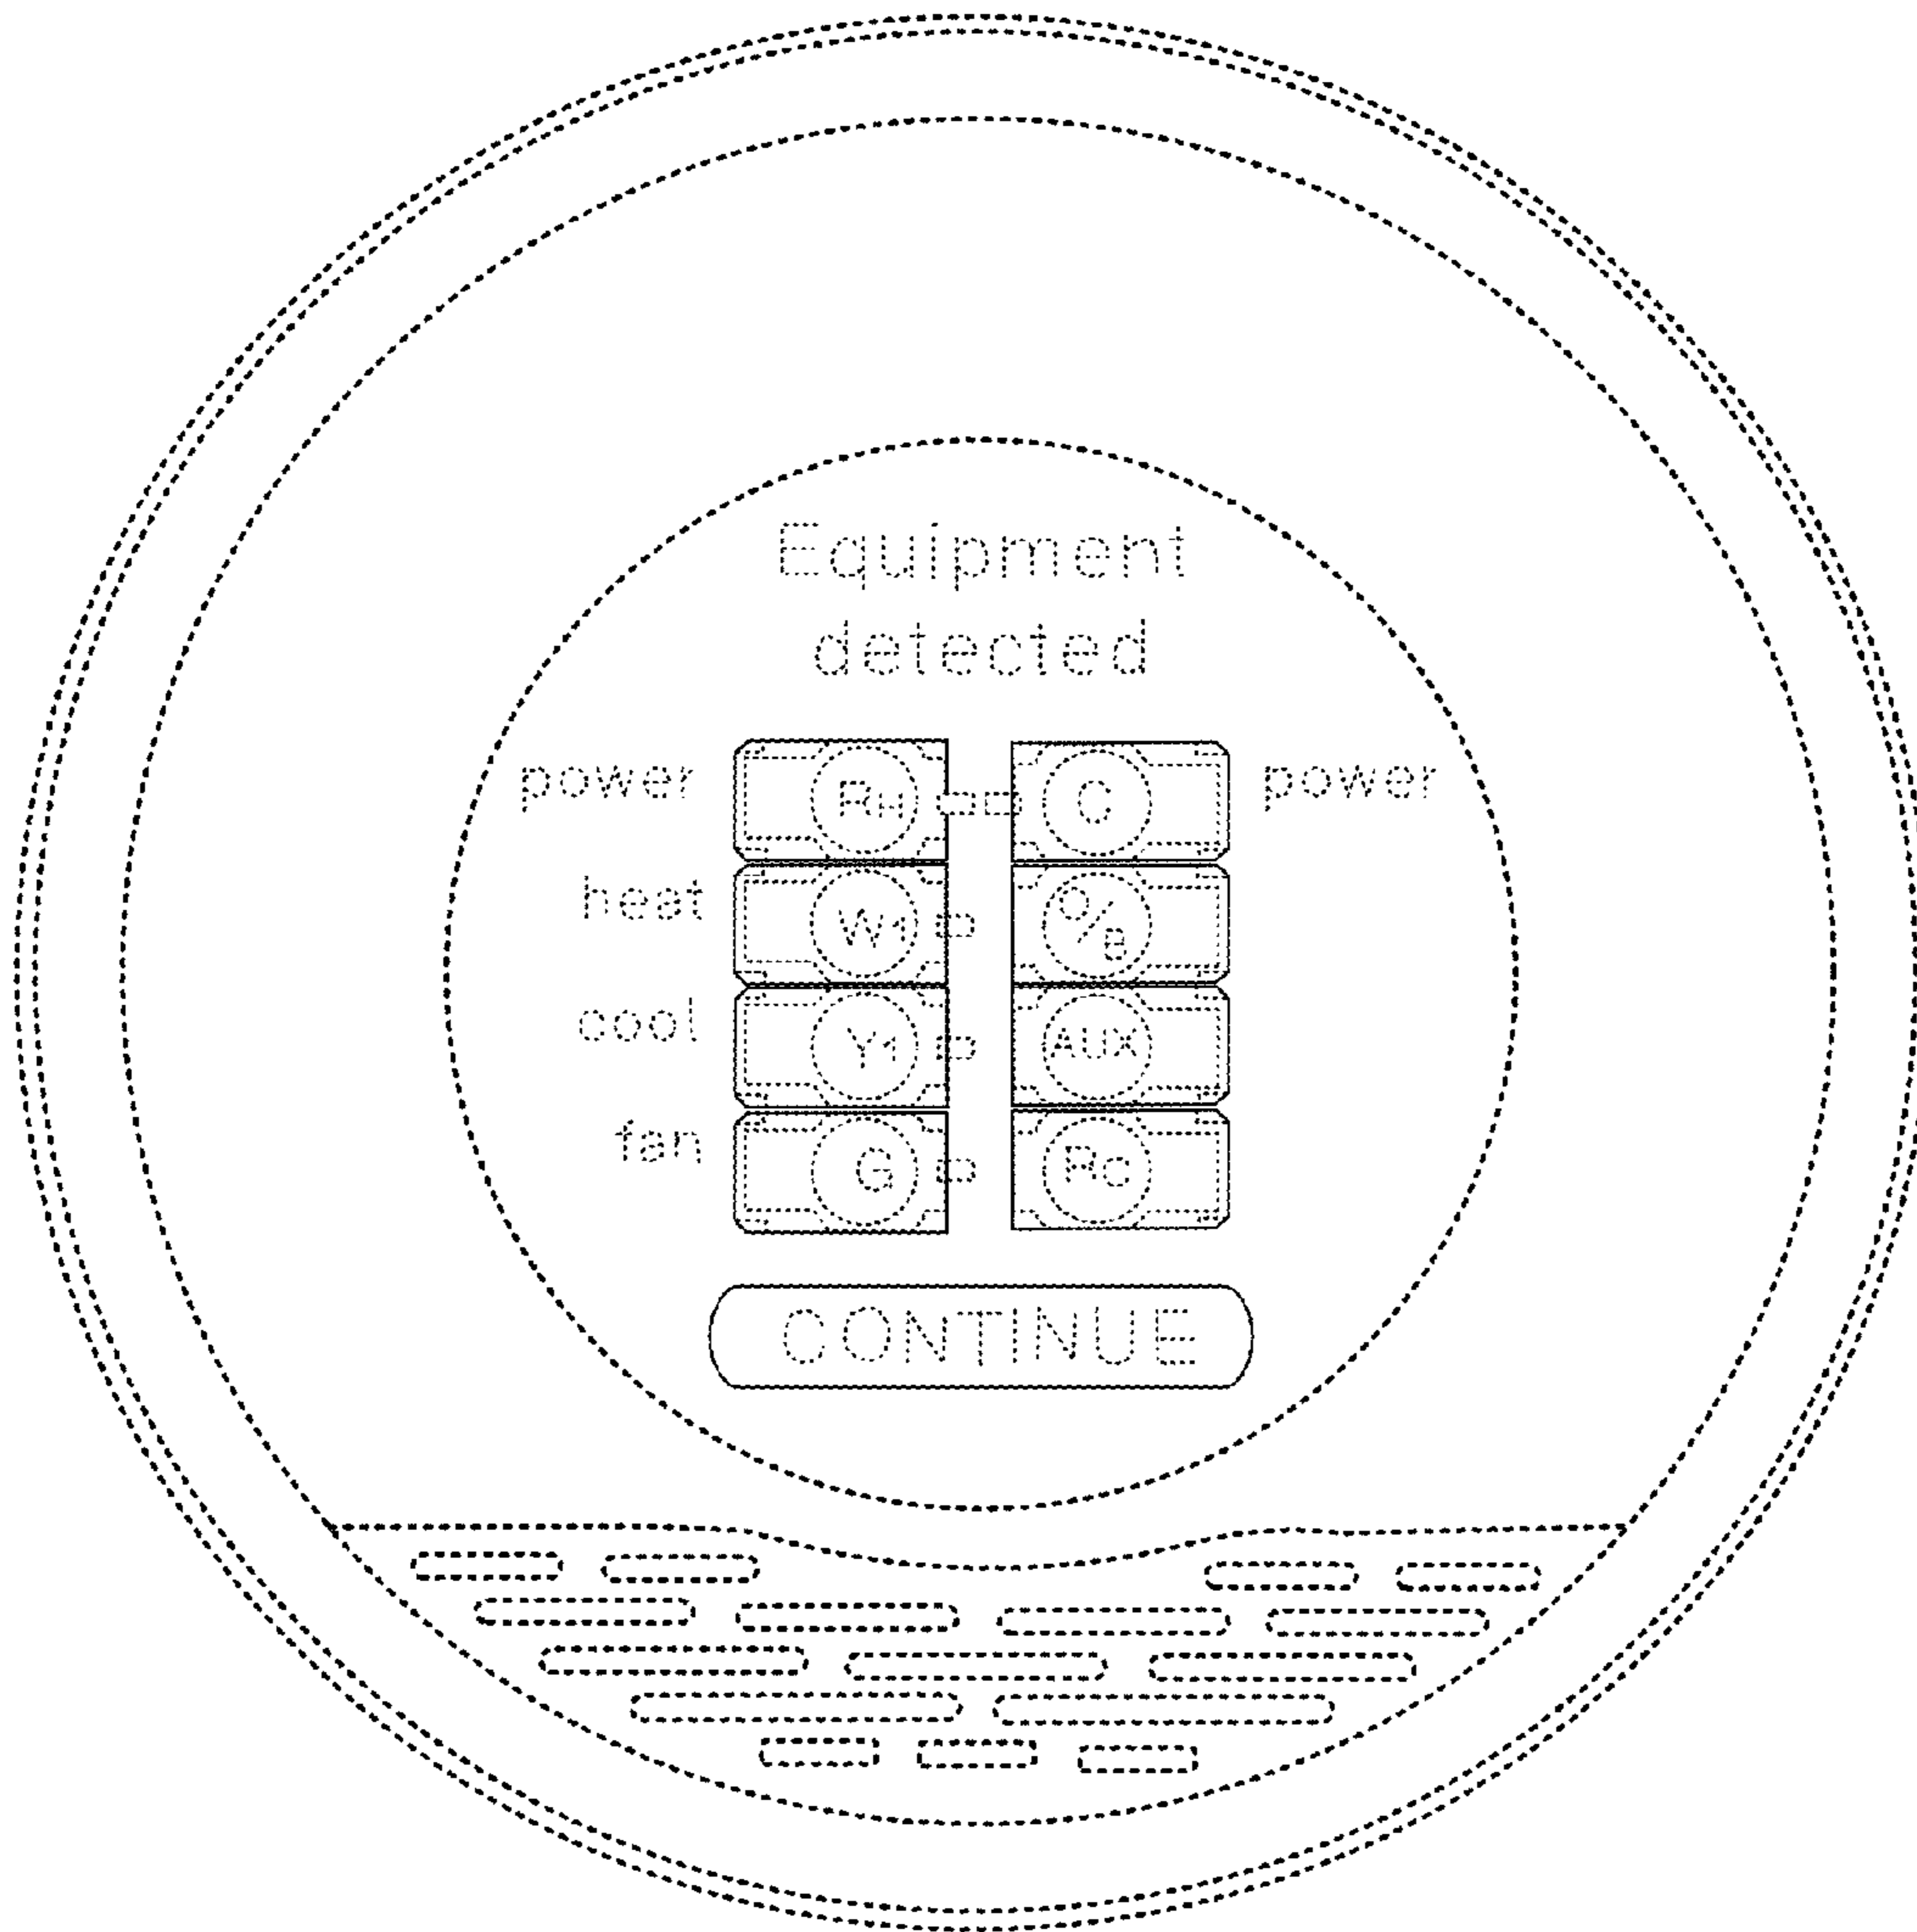 Equipment
detected
power RH C power
heat W1 O/B
cool Y1 AUX
fan G RC
CONTINUE